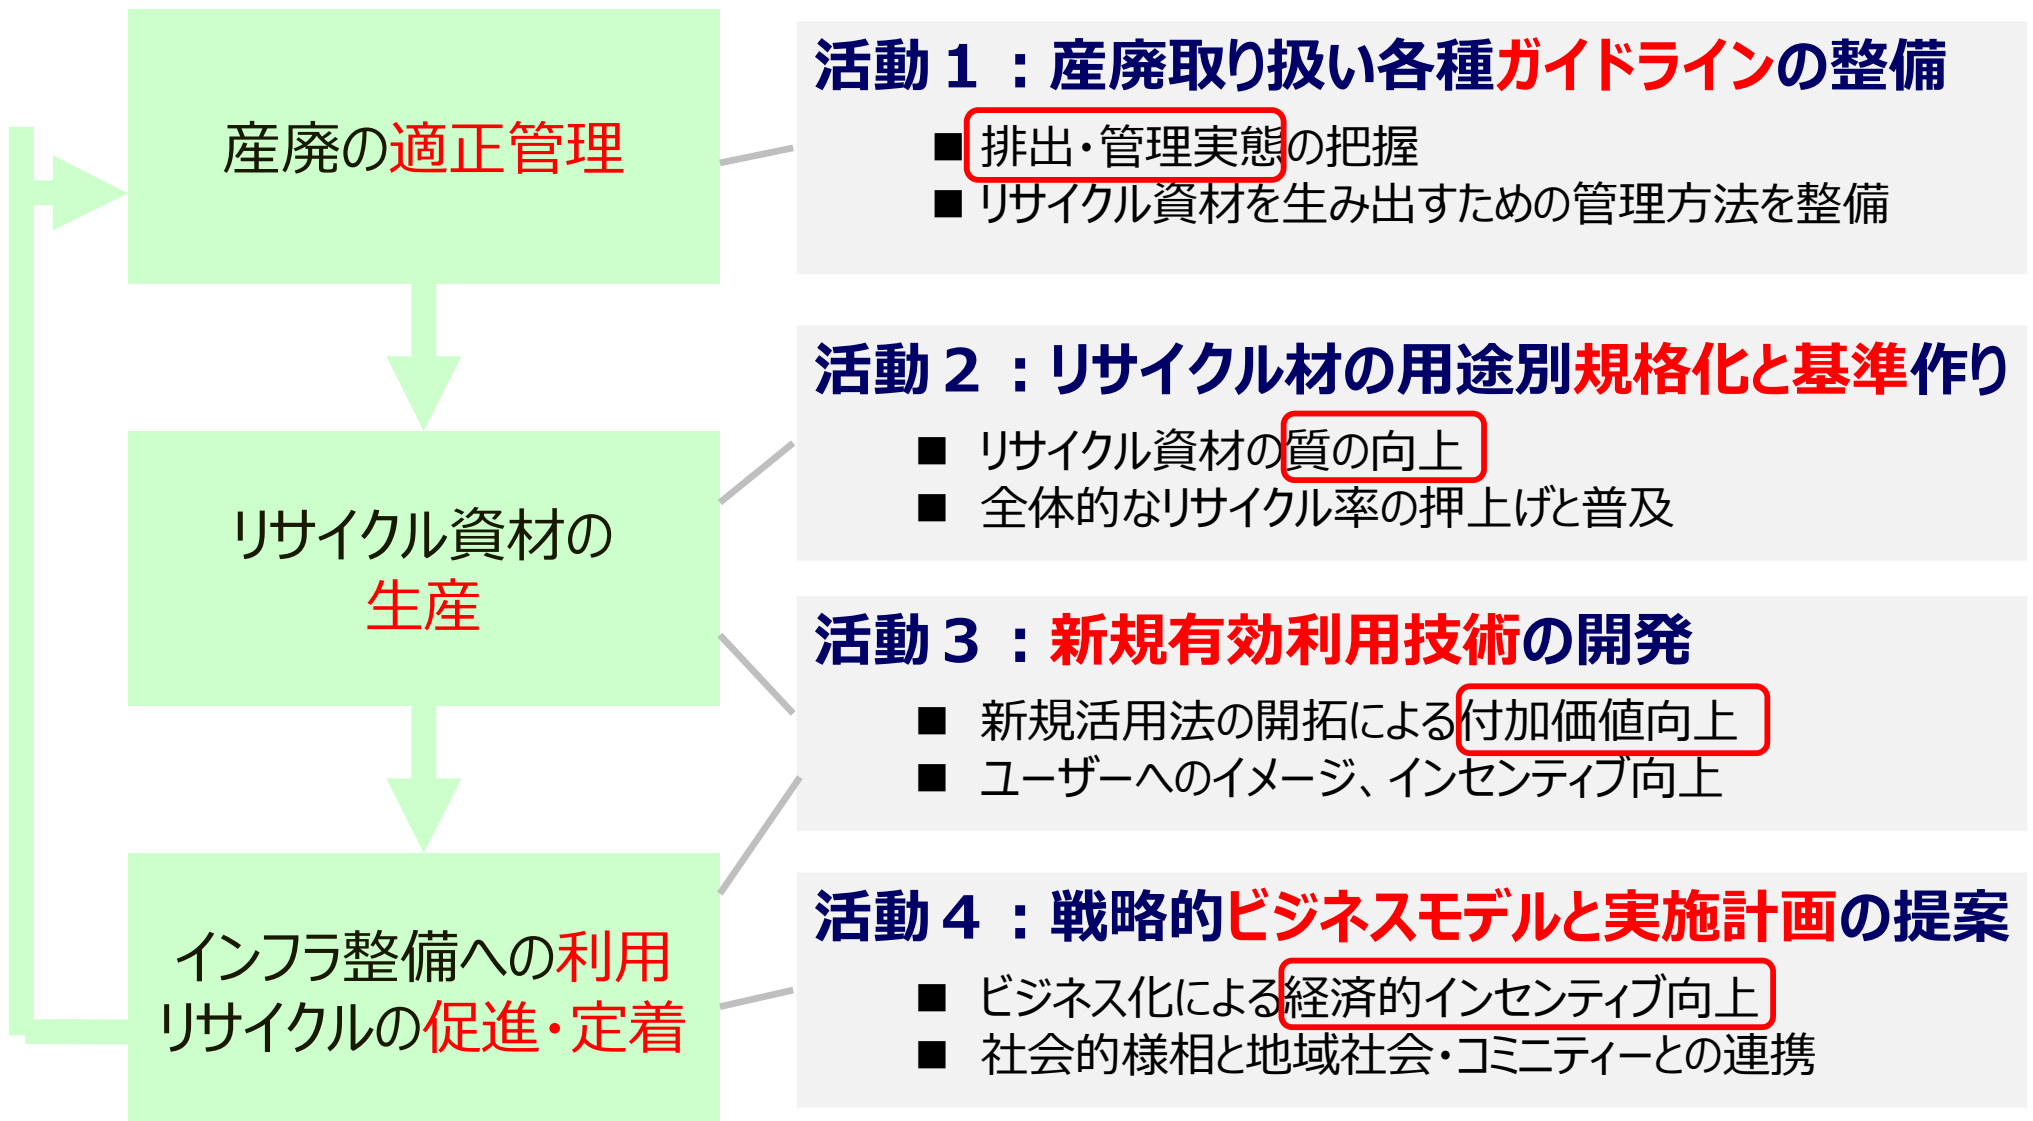 産廃の適正管理
リサイクル資材の
生産
インフラ整備への利用
リサイクルの促進・定着
活動１：産廃取り扱い各種ガイドラインの整備
■ 排出・管理実態の把握
■ リサイクル資材を生み出すための管理方法を整備
活動２：リサイクル材の用途別規格化と基準作り
■ リサイクル資材の質の向上
■ 全体的なリサイクル率の押上げと普及
活動３：新規有効利用技術の開発
■ 新規活用法の開拓による付加価値向上
■ ユーザーへのイメージ、インセンティブ向上
活動４：戦略的ビジネスモデルと実施計画の提案
■ ビジネス化による経済的インセンティブ向上
■ 社会的様相と地域社会・コミニティーとの連携